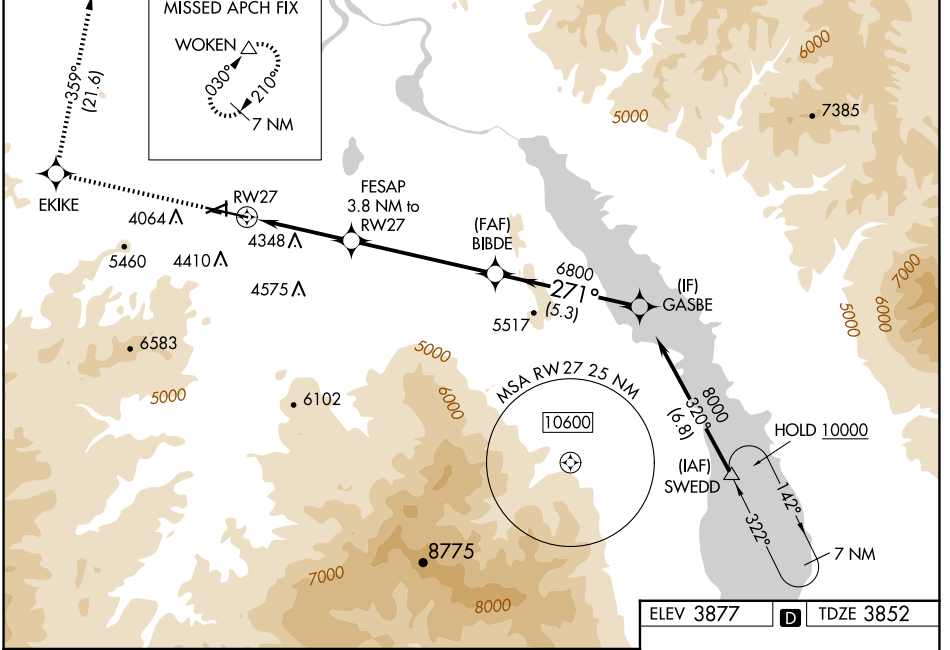 MISSED APCH FIX
WOKEN
030°
210°
7 NM
359°
(21.6)
EKIKE
RW27
FESAP
3.8 NM to
RW27
(FAF)
BIBDE
6800
271°
(5.3)
(IF)
GASBE
4064
4348
4410
4575
5460
5517
6583
6102
5000
5000
6000
6000
5000
7385
7000
6000
5000
MSA RW27 25 NM
10600
8000
320°
(6.8)
HOLD 10000
(IAF)
SWEDD
142°
322°
7 NM
8775
7000
8000
ELEV 3877
D
TDZE 3852